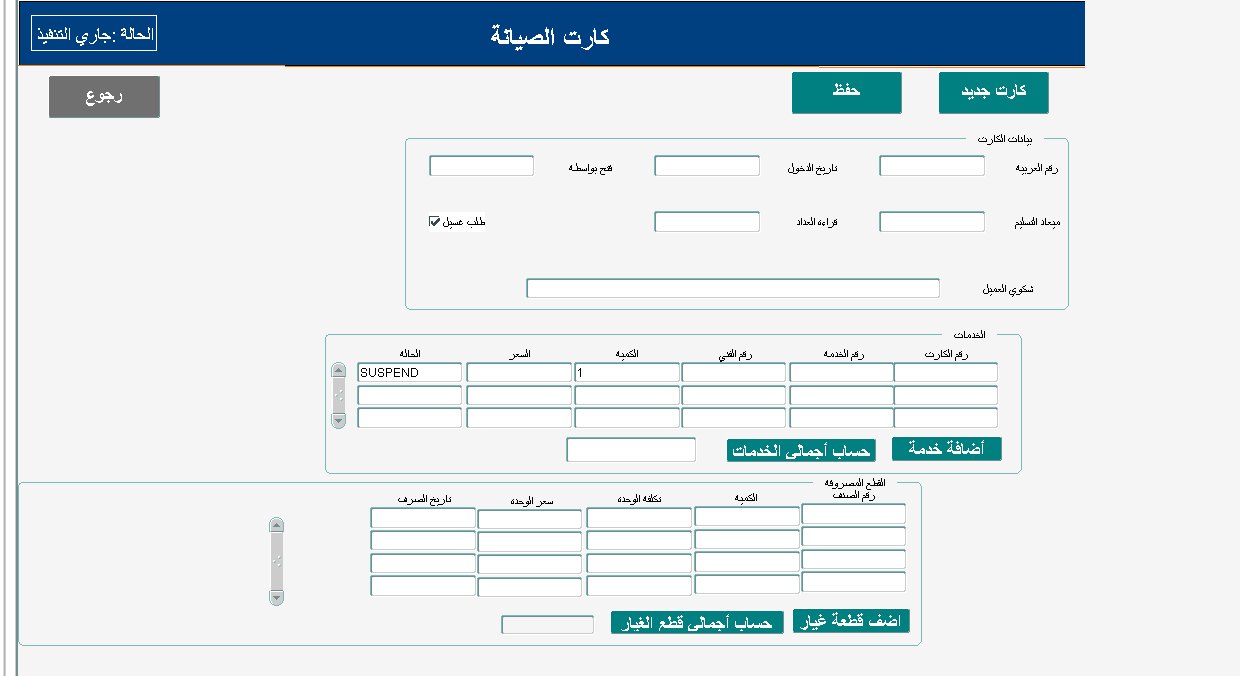 كارت الصيانة
الحالة :جاري التنفيذ
كارت جديد
حفظ
رجوع
بيانات الكارت
رقم العربيه
تاريخ الدخول
فتح بواسطه
ميعاد التسليم
قراءه العداد
طلب غسيل
شكوي العميل
الخدمات
رقم الكارت رقم الخدمه رقم الفني الكميه السعر الحاله
1 SUSPEND
أضافة خدمة
حساب أجمالى الخدمات
القطع المصروفه
رقم الصنف الكميه تكلفه الوحده سعر الوحده تاريخ الصرف
اضف قطعة غيار
حساب أجمالى قطع الغيار